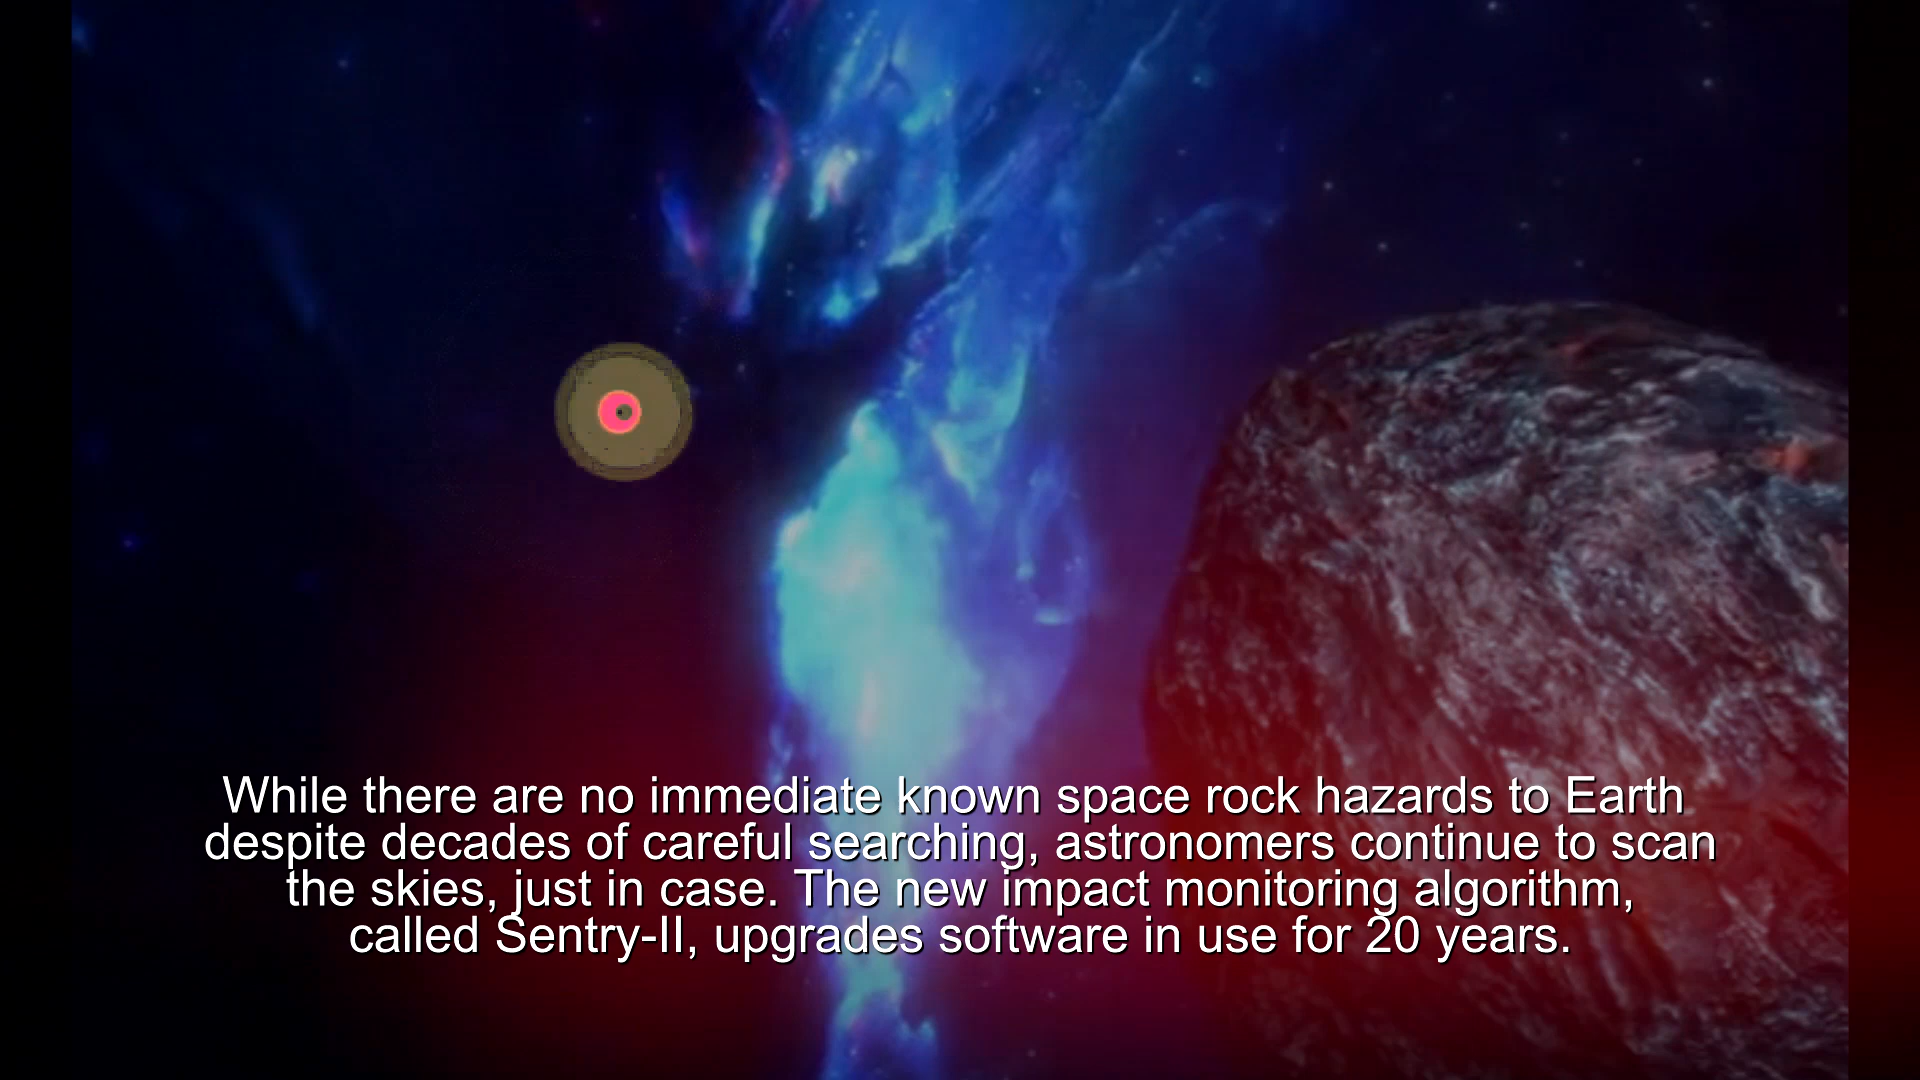 While there are no immediate known space rock hazards to Earth
despite decades of careful searching, astronomers continue to scan
the skies, just in case. The new impact monitoring algorithm,
called Sentry-II, upgrades software in use for 20 years.